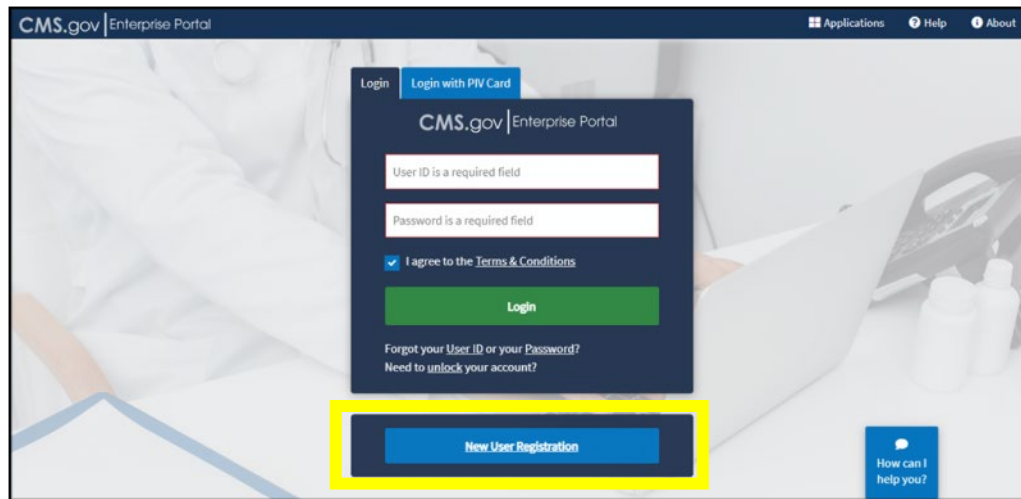 CMS.gov Enterprise Portal
Applications Help About
Login Login with PIV Card
CMS.gov Enterprise Portal
User ID is a required field
Password is a required field
I agree to the Terms & Conditions
Login
Forgot your User ID or your Password?
Need to unlock your account?
New User Registration
How can I
help you?